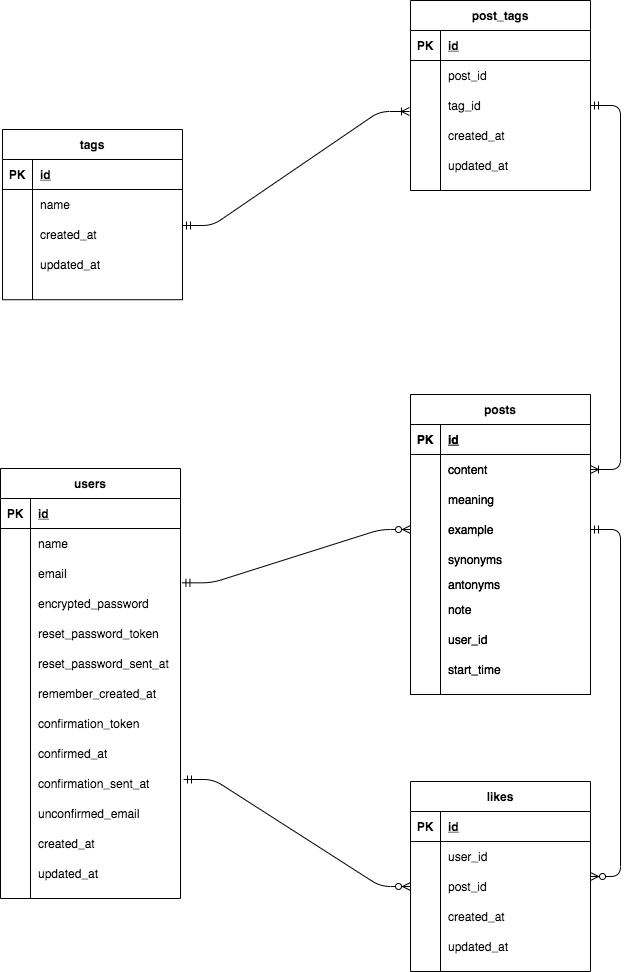 post_tags
PK id
post_id
tag_id
created_at
updated_at
tags
PK id
name
created_at
updated_at
posts
PK id
content
meaning
example
synonyms
antonyms
note
user_id
start_time
users
PK id
name
email
encrypted_password
reset_password_token
reset_password_sent_at
remember_created_at
confirmation_token
confirmed_at
confirmation_sent_at
unconfirmed_email
created_at
updated_at
likes
PK id
user_id
post_id
created_at
updated_at